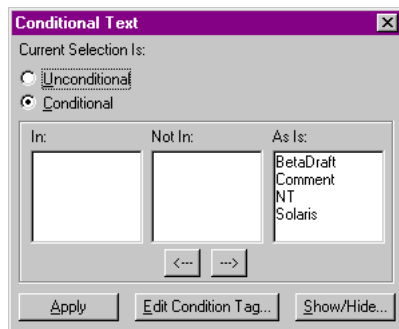 Conditional Text
Current Selection Is:
Unconditional
Conditional
In: Not In: As Is:
BetaDraft
Comment
NT
Solaris
<--- --->
Apply Edit Condition Tag... Show/Hide...